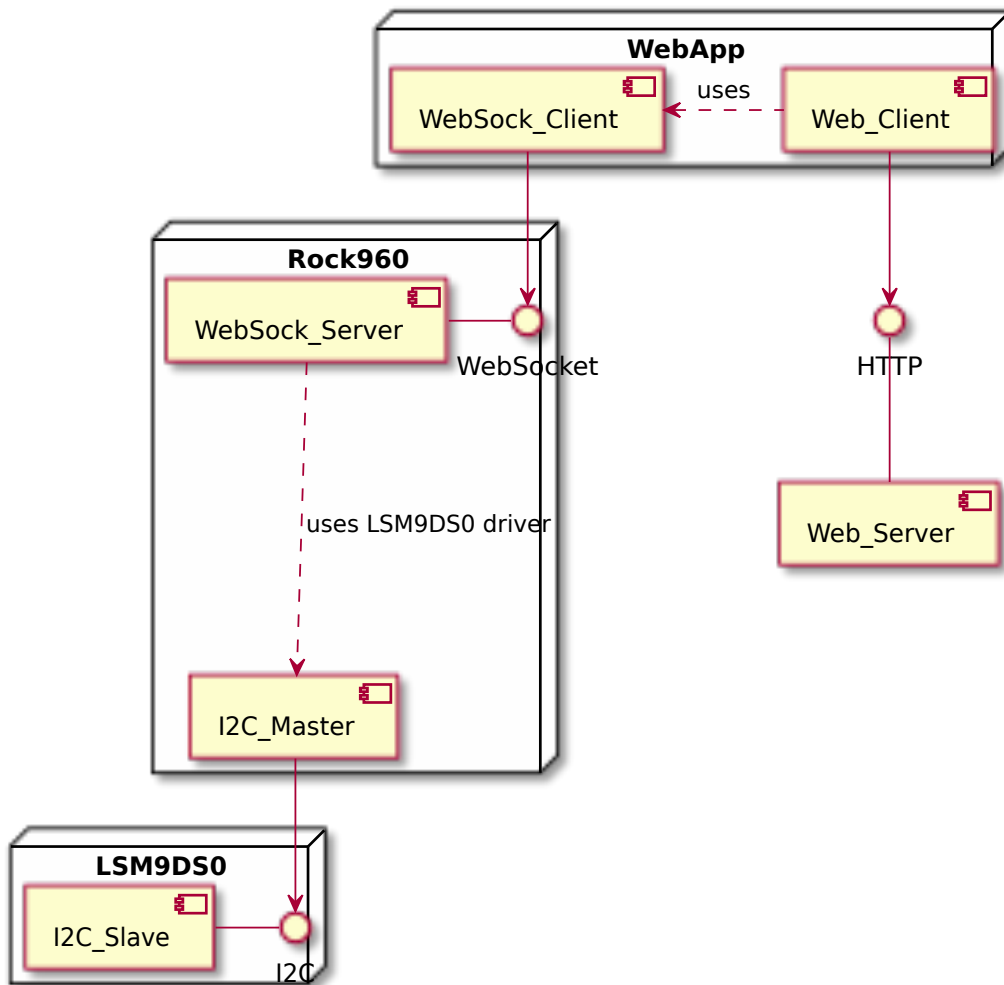 WebApp
WebSock_Client
uses
Web_Client
Rock960
WebSock_Server
WebSocket
HTTP
uses LSM9DS0 driver
Web_Server
I2C_Master
LSM9DS0
I2C_Slave
I2C